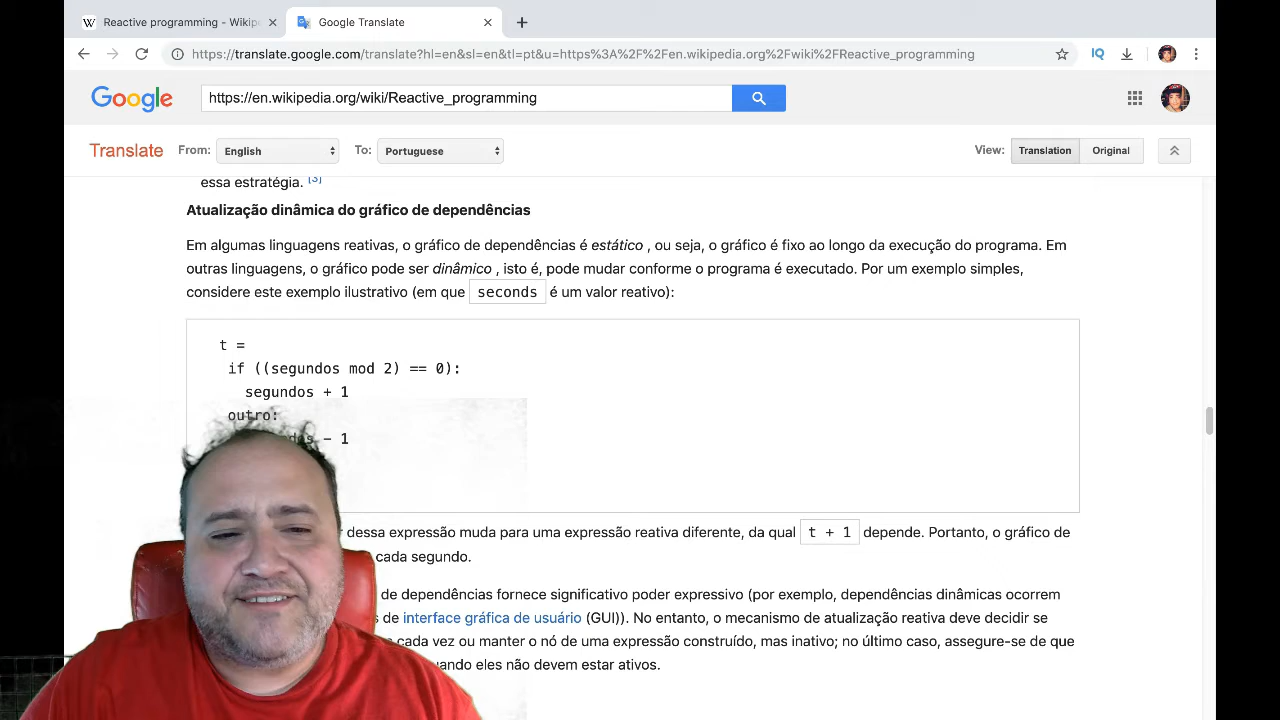 Reactive programming - Wikipe
Google Translate
https://translate.google.com/translate?hl=en&sl=en&tl=pt&u=https%3A%2F%2Fen.wikipedia.org%2Fwiki%2FReactive_programming
IQ
Google
https://en.wikipedia.org/wiki/Reactive_programming
Translate From: English To: Portuguese View: Translation Original
essa estratégia. [3]
Atualização dinâmica do gráfico de dependências
Em algumas linguagens reativas, o gráfico de dependências é estático , ou seja, o gráfico é fixo ao longo da execução do programa. Em
outras linguagens, o gráfico pode ser dinâmico , isto é, pode mudar conforme o programa é executado. Por um exemplo simples,
considere este exemplo ilustrativo (em que seconds é um valor reativo):
t =
if ((segundos mod 2) == 0):
segundos + 1
outro:
- 1
dessa expressão muda para uma expressão reativa diferente, da qual t + 1 depende. Portanto, o gráfico de
cada segundo.
de dependências fornece significativo poder expressivo (por exemplo, dependências dinâmicas ocorrem
de interface gráfica de usuário (GUI)). No entanto, o mecanismo de atualização reativa deve decidir se
cada vez ou manter o nó de uma expressão construído, mas inativo; no último caso, assegure-se de que
eles não devem estar ativos.